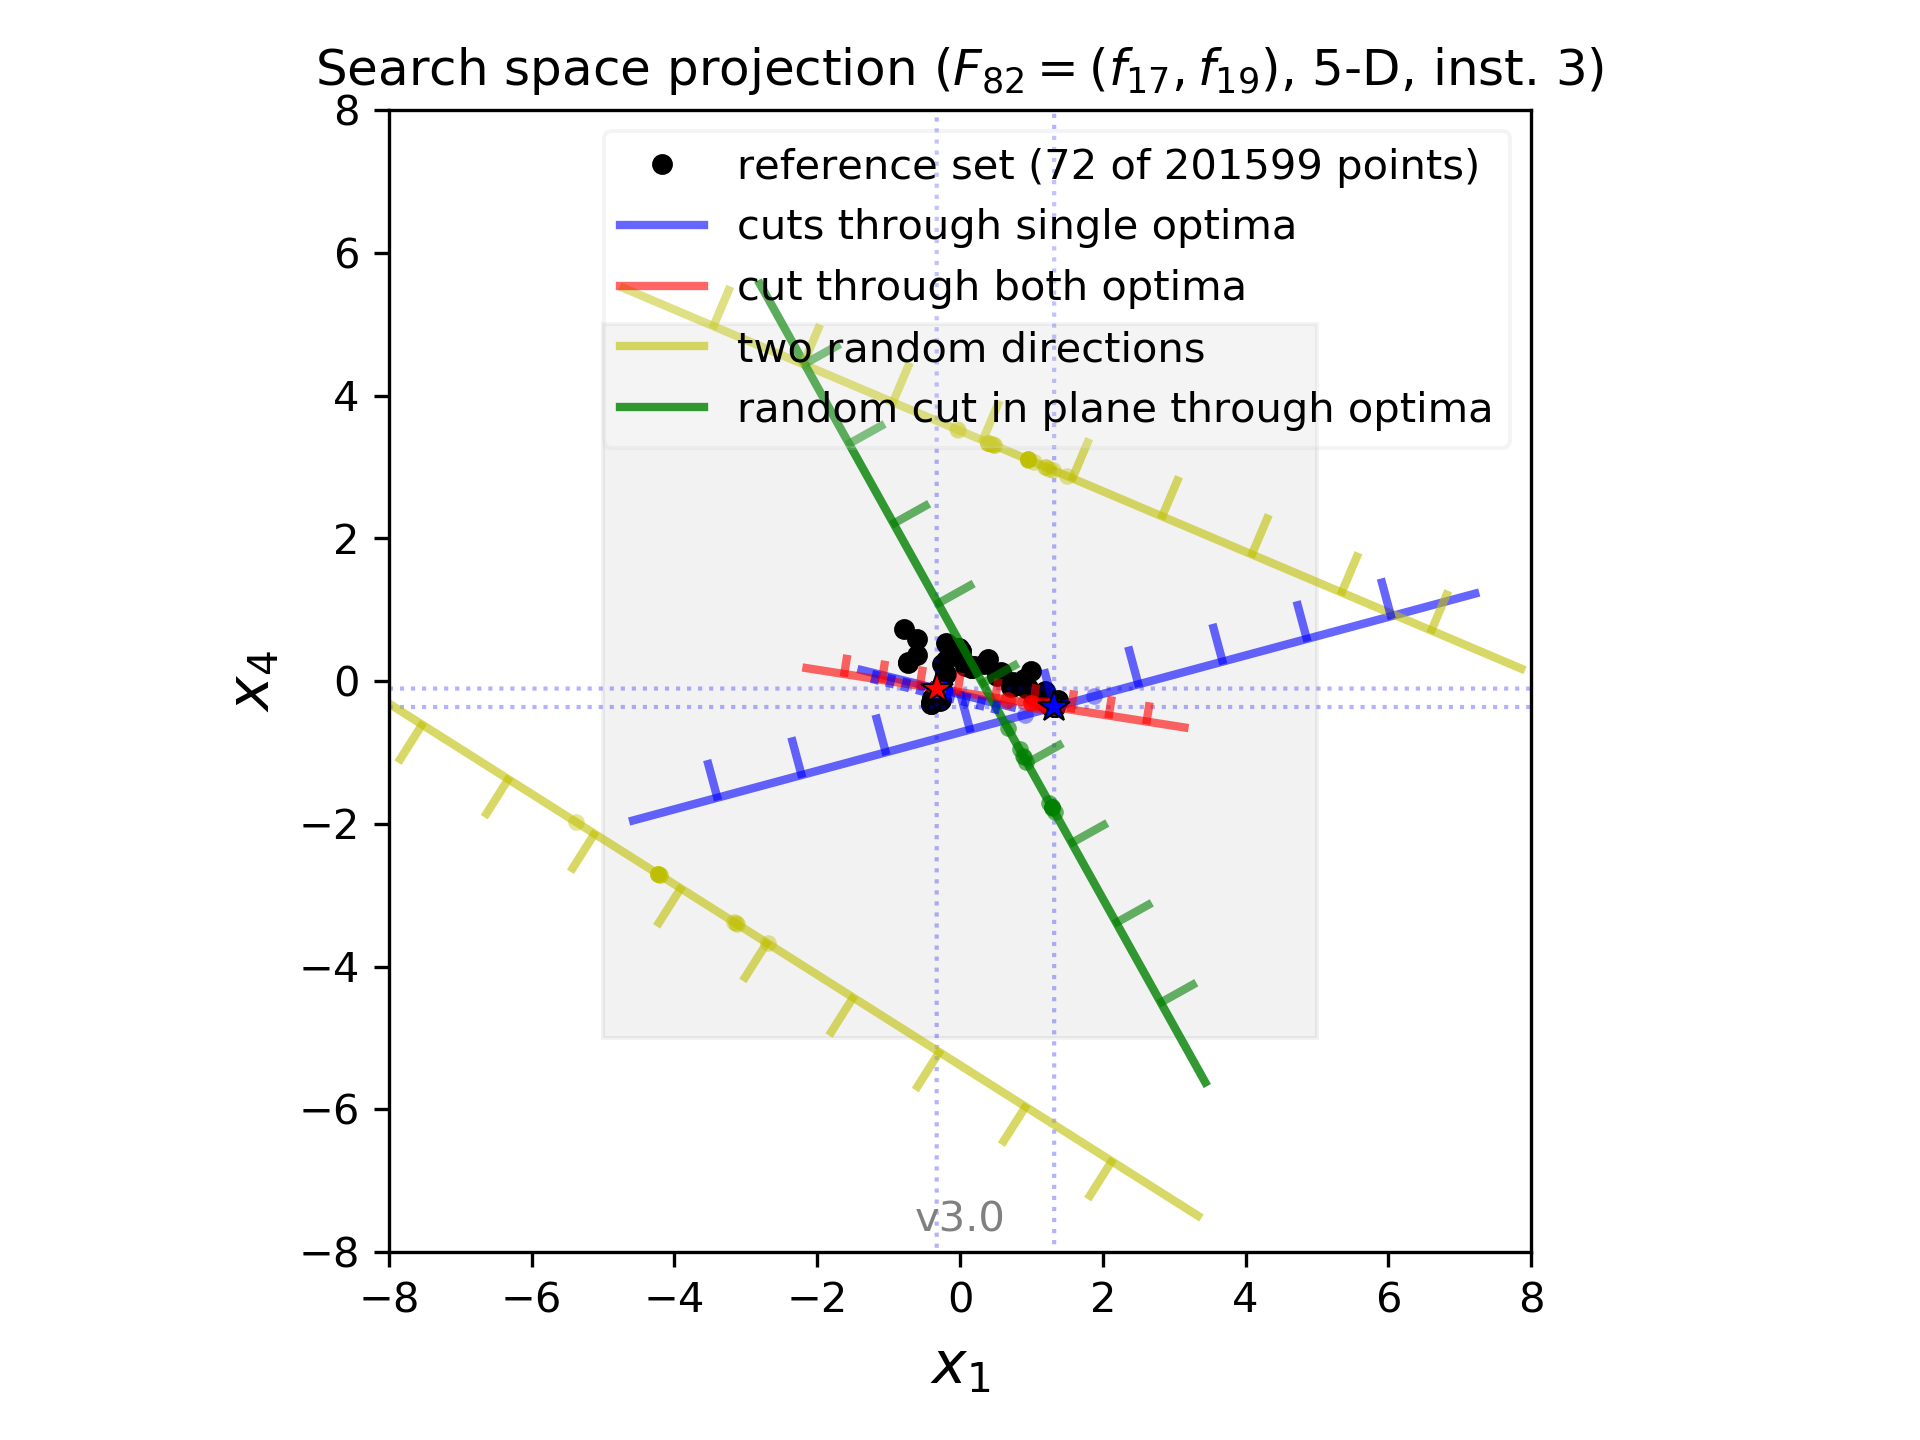 Search space projection (F₈₂ = (f₁₇, f₁₉), 5-D, inst. 3)
reference set (72 of 201599 points)
cuts through single optima
cut through both optima
two random directions
random cut in plane through optima
8
6
4
2
0
−2
−4
−6
−8
x₄
v3.0
−8 −6 −4 −2 0 2 4 6 8
x₁